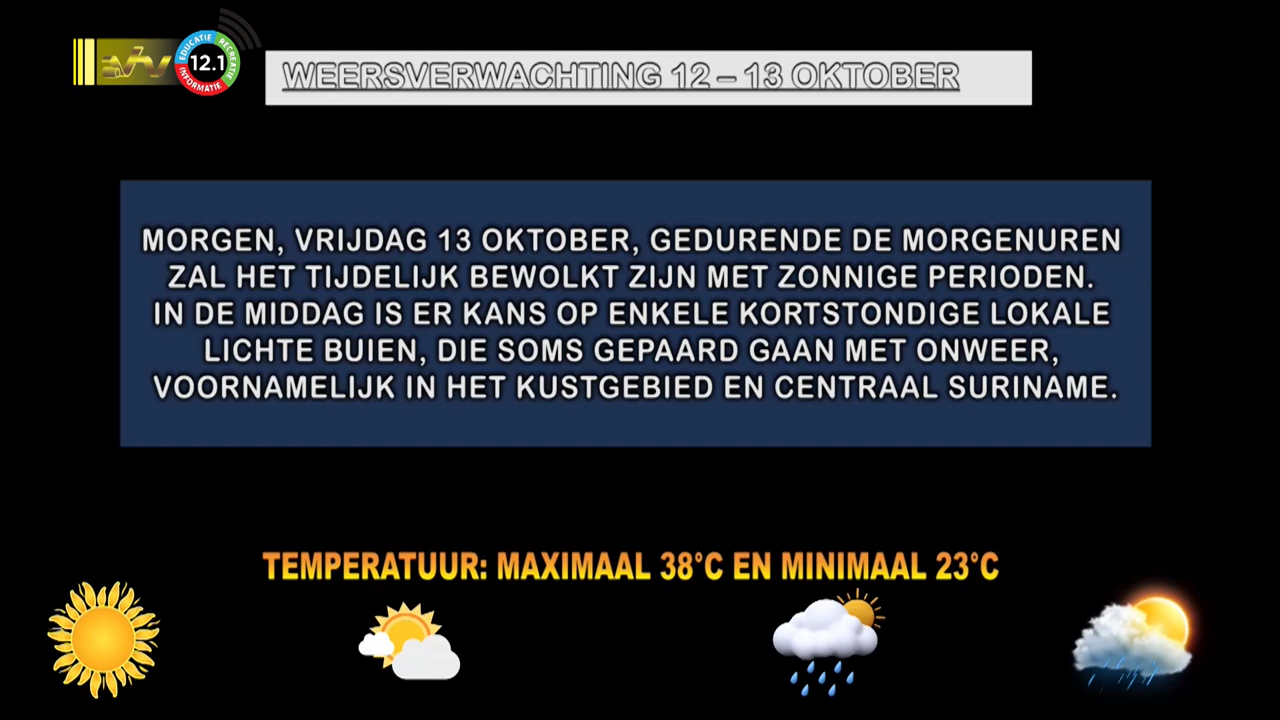 EDUCATIE
RECREATIE
INFORMATIE
12.1
WEERSVERWACHTING 12 – 13 OKTOBER
MORGEN, VRIJDAG 13 OKTOBER, GEDURENDE DE MORGENUREN
ZAL HET TIJDELIJK BEWOLKT ZIJN MET ZONNIGE PERIODEN.
IN DE MIDDAG IS ER KANS OP ENKELE KORTSTONDIGE LOKALE
LICHTE BUIEN, DIE SOMS GEPAARD GAAN MET ONWEER,
VOORNAMELIJK IN HET KUSTGEBIED EN CENTRAAL SURINAME.
TEMPERATUUR: MAXIMAAL 38°C EN MINIMAAL 23°C